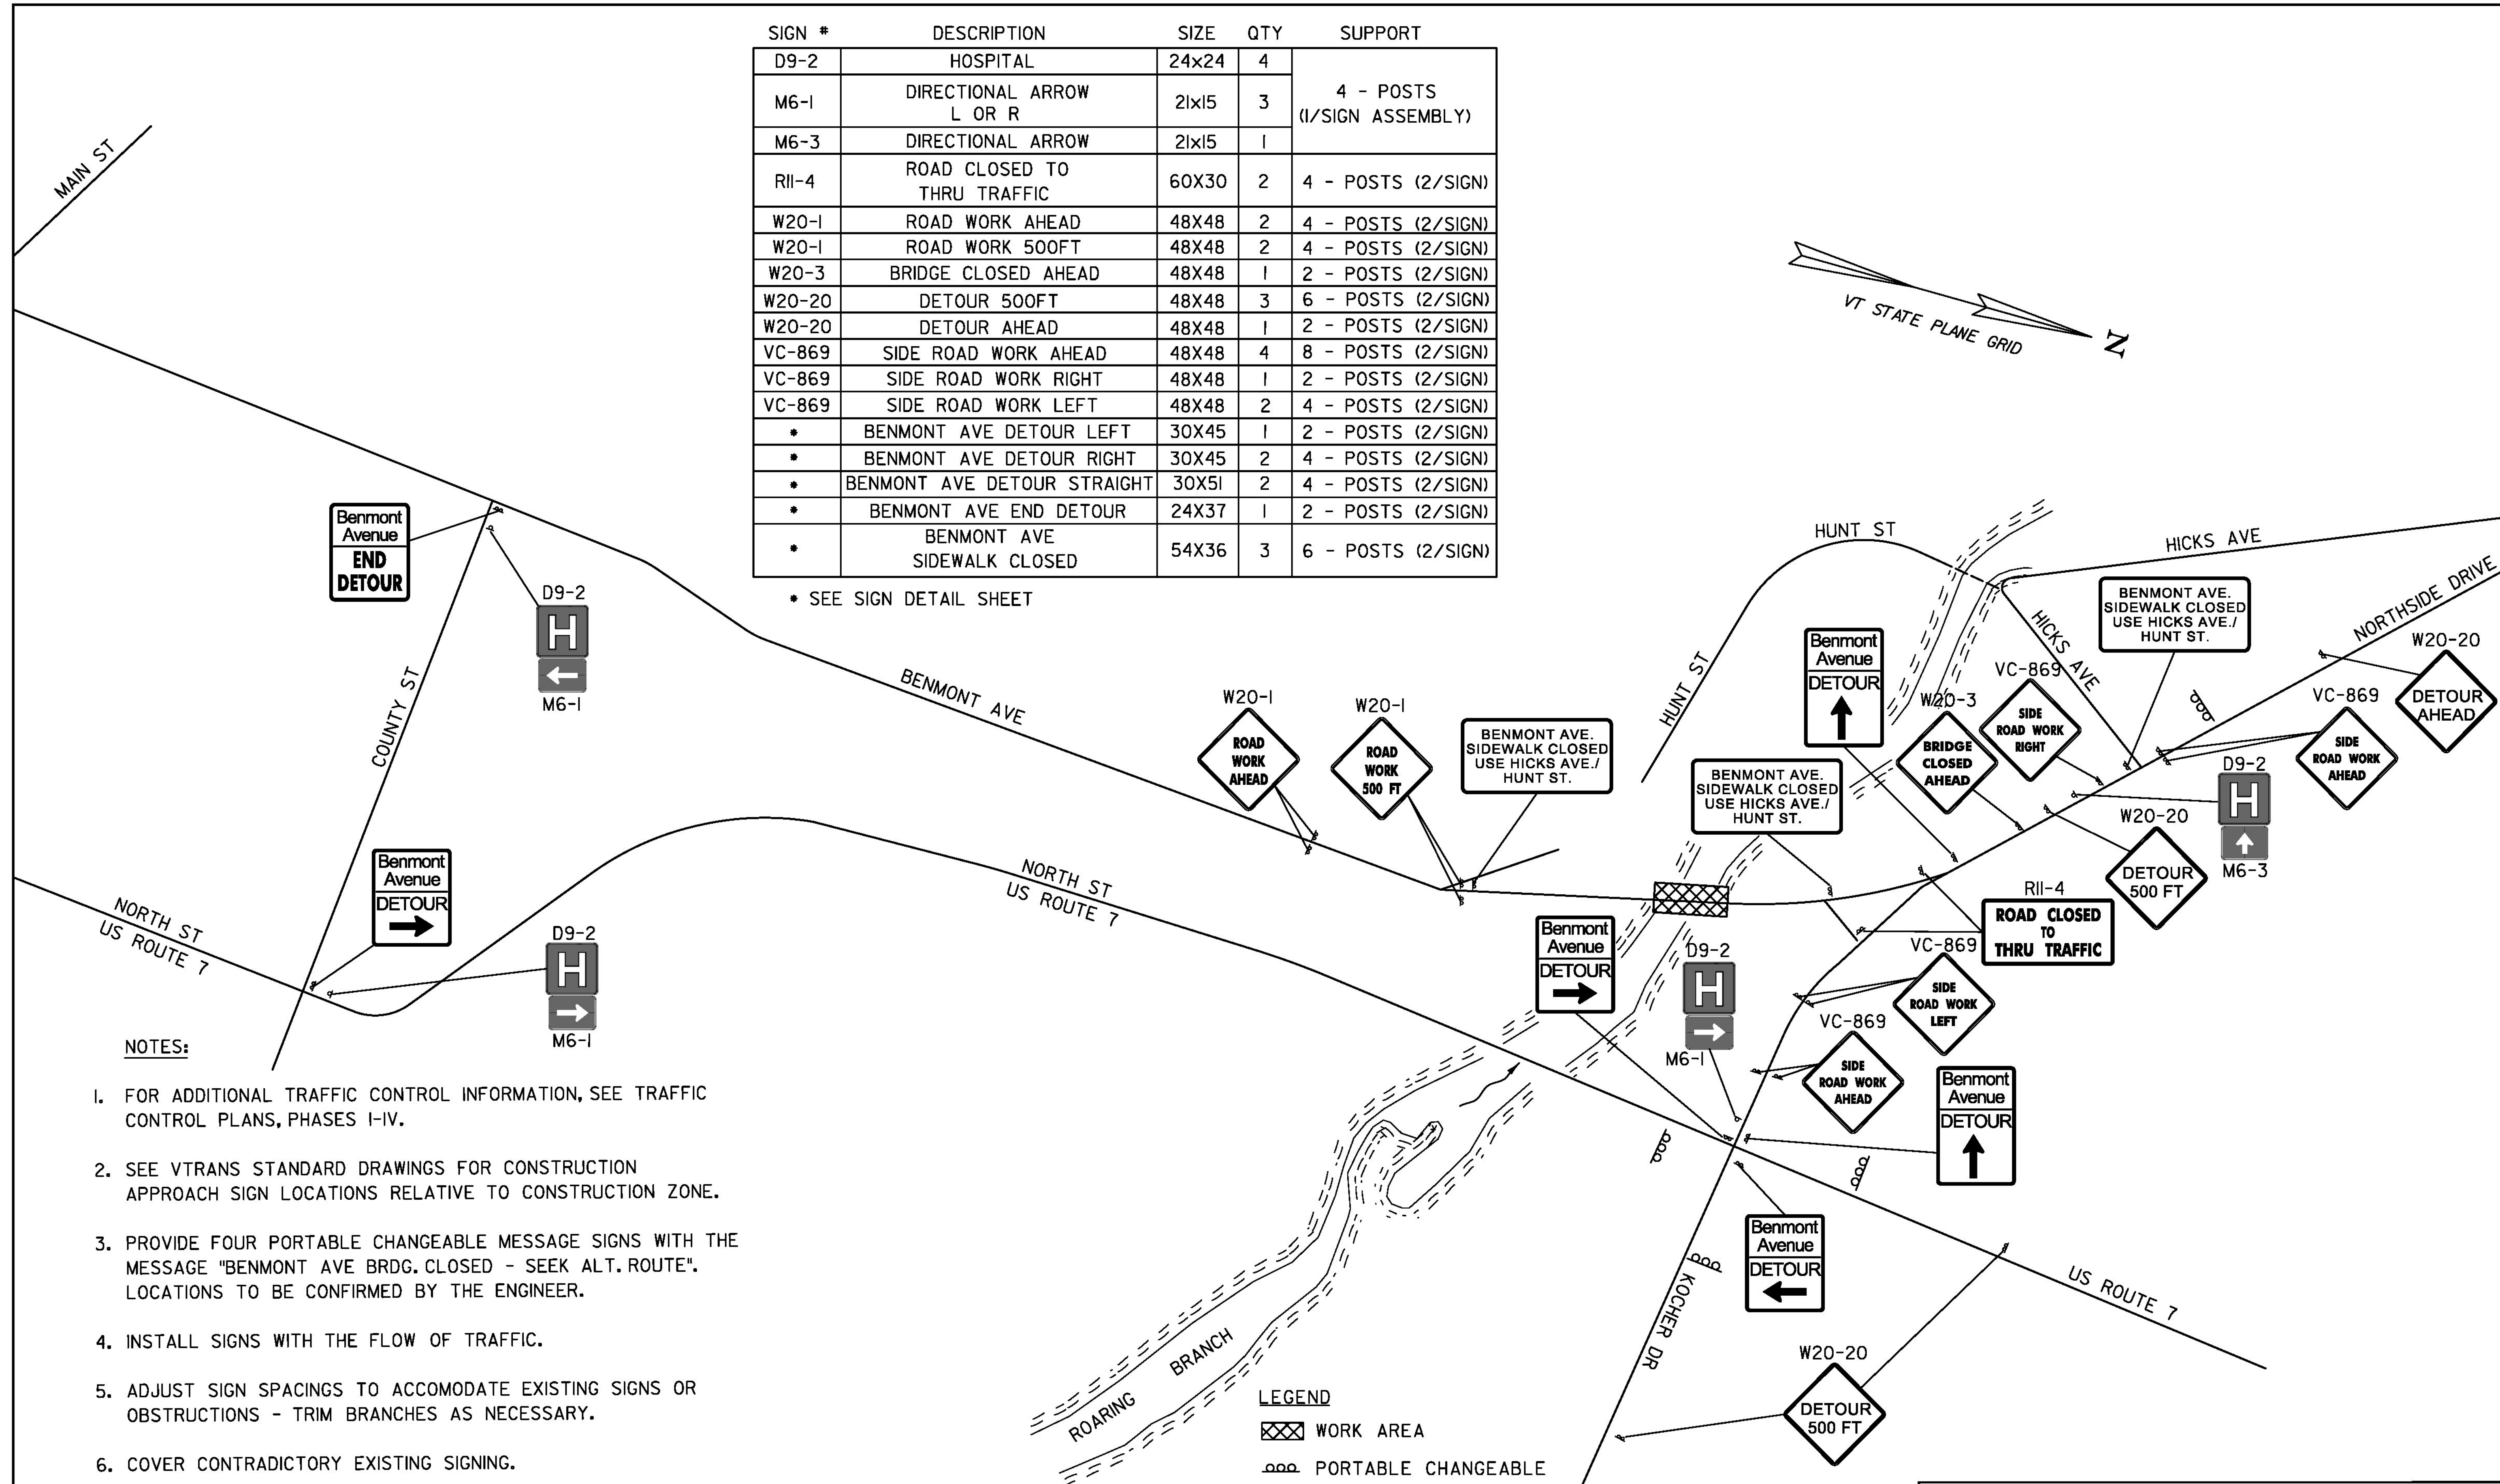 SIGN # DESCRIPTION SIZE QTY SUPPORT
D9-2 HOSPITAL 24x24 4
M6-1 DIRECTIONAL ARROW L OR R 21x15 3
4 - POSTS
(1/SIGN ASSEMBLY)
M6-3 DIRECTIONAL ARROW 21x15 1
R11-4 ROAD CLOSED TO THRU TRAFFIC 60X30 2 4 - POSTS (2/SIGN)
W20-1 ROAD WORK AHEAD 48X48 2 4 - POSTS (2/SIGN)
W20-1 ROAD WORK 500FT 48X48 2 4 - POSTS (2/SIGN)
W20-3 BRIDGE CLOSED AHEAD 48X48 1 2 - POSTS (2/SIGN)
W20-20 DETOUR 500FT 48X48 3 6 - POSTS (2/SIGN)
W20-20 DETOUR AHEAD 48X48 1 2 - POSTS (2/SIGN)
VC-869 SIDE ROAD WORK AHEAD 48X48 4 8 - POSTS (2/SIGN)
VC-869 SIDE ROAD WORK RIGHT 48X48 1 2 - POSTS (2/SIGN)
VC-869 SIDE ROAD WORK LEFT 48X48 2 4 - POSTS (2/SIGN)
* BENMONT AVE DETOUR LEFT 30X45 1 2 - POSTS (2/SIGN)
* BENMONT AVE DETOUR RIGHT 30X45 2 4 - POSTS (2/SIGN)
* BENMONT AVE DETOUR STRAIGHT 30X51 2 4 - POSTS (2/SIGN)
* BENMONT AVE END DETOUR 24X37 1 2 - POSTS (2/SIGN)
* BENMONT AVE SIDEWALK CLOSED 54X36 3 6 - POSTS (2/SIGN)
* SEE SIGN DETAIL SHEET
MAIN ST
VT STATE PLANE GRID
N
Benmont
Avenue
END
DETOUR
D9-2
H
M6-1
COUNTY ST
BENMONT AVE
Benmont
Avenue
DETOUR
D9-2
H
M6-1
NORTH ST
US ROUTE 7
NORTH ST
US ROUTE 7
W20-1
ROAD
WORK
AHEAD
W20-1
ROAD
WORK
500 FT
BENMONT AVE.
SIDEWALK CLOSED
USE HICKS AVE./
HUNT ST.
HUNT ST
HUNT ST
HICKS AVE
HICKS AVE
NORTHSIDE DRIVE
BENMONT AVE.
SIDEWALK CLOSED
USE HICKS AVE./
HUNT ST.
Benmont
Avenue
DETOUR
W20-3
BRIDGE
CLOSED
AHEAD
VC-869
SIDE
ROAD WORK
RIGHT
W20-20
DETOUR
AHEAD
VC-869
SIDE
ROAD WORK
AHEAD
BENMONT AVE.
SIDEWALK CLOSED
USE HICKS AVE./
HUNT ST.
D9-2
H
M6-3
W20-20
DETOUR
500 FT
R11-4
ROAD CLOSED
TO
THRU TRAFFIC
Benmont
Avenue
DETOUR
D9-2
H
M6-1
VC-869
SIDE
ROAD WORK
LEFT
VC-869
SIDE
ROAD WORK
AHEAD
Benmont
Avenue
DETOUR
Benmont
Avenue
DETOUR
KOCHER DR
US ROUTE 7
W20-20
DETOUR
500 FT
ROARING BRANCH
NOTES:
1. FOR ADDITIONAL TRAFFIC CONTROL INFORMATION, SEE TRAFFIC
CONTROL PLANS, PHASES I-IV.
2. SEE VTRANS STANDARD DRAWINGS FOR CONSTRUCTION
APPROACH SIGN LOCATIONS RELATIVE TO CONSTRUCTION ZONE.
3. PROVIDE FOUR PORTABLE CHANGEABLE MESSAGE SIGNS WITH THE
MESSAGE "BENMONT AVE BRDG. CLOSED - SEEK ALT. ROUTE".
LOCATIONS TO BE CONFIRMED BY THE ENGINEER.
4. INSTALL SIGNS WITH THE FLOW OF TRAFFIC.
5. ADJUST SIGN SPACINGS TO ACCOMODATE EXISTING SIGNS OR
OBSTRUCTIONS - TRIM BRANCHES AS NECESSARY.
6. COVER CONTRADICTORY EXISTING SIGNING.
LEGEND
WORK AREA
PORTABLE CHANGEABLE